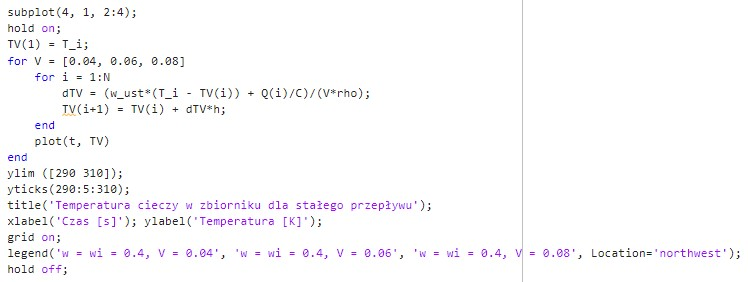 subplot(4, 1, 2:4);
hold on;
TV(1) = T_i;
for V = [0.04, 0.06, 0.08]
    for i = 1:N
        dTV = (w_ust*(T_i - TV(i)) + Q(i)/C)/(V*rho);
        TV(i+1) = TV(i) + dTV*h;
    end
    plot(t, TV)
end
ylim ([290 310]);
yticks(290:5:310);
title('Temperatura cieczy w zbiorniku dla stałego przepływu');
xlabel('Czas [s]'); ylabel('Temperatura [K]');
grid on;
legend('w = wi = 0.4, V = 0.04', 'w = wi = 0.4, V = 0.06', 'w = wi = 0.4, V = 0.08', Location='northwest');
hold off;